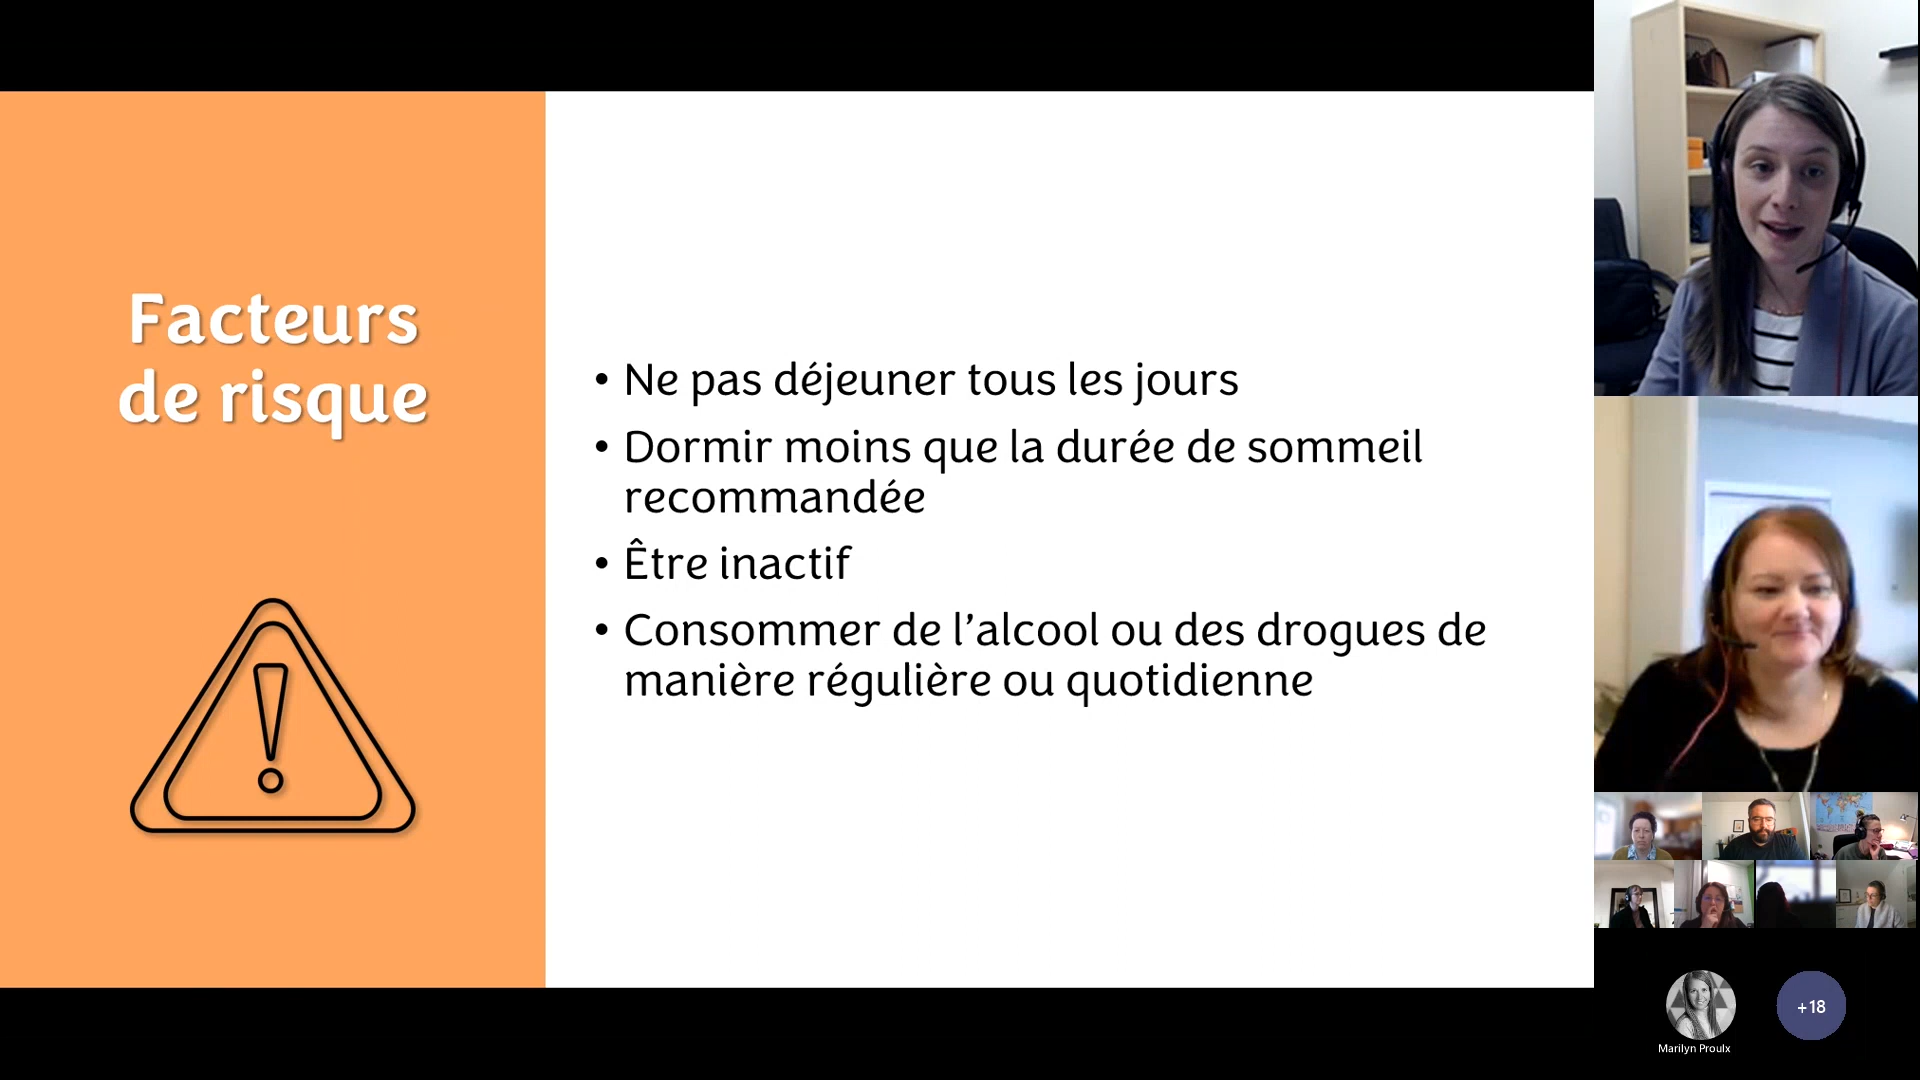 Facteurs
de risque
• Ne pas déjeuner tous les jours
• Dormir moins que la durée de sommeil
recommandée
• Être inactif
• Consommer de l’alcool ou des drogues de
manière régulière ou quotidienne
Marilyn Proulx
+18